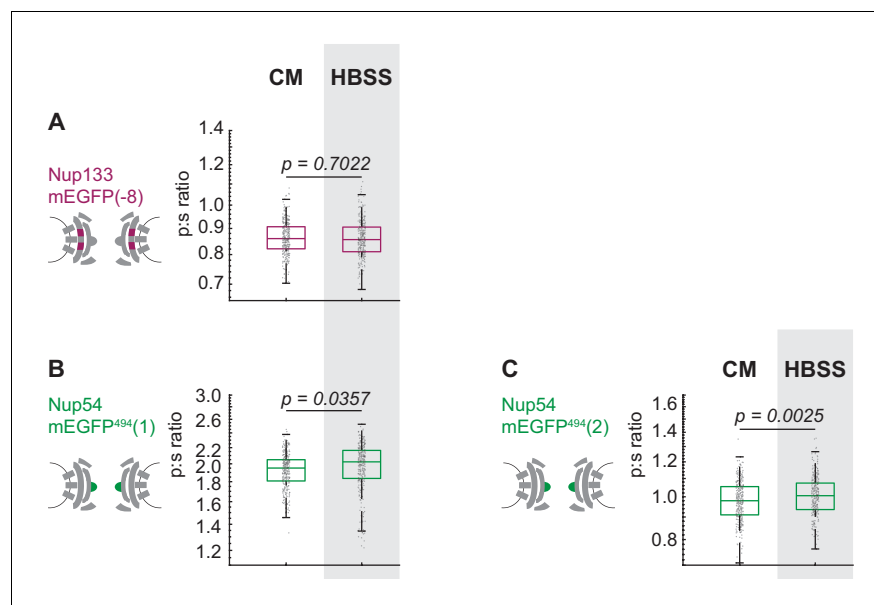 CM HBSS
A
Nup133
mEGFP(-8)
p:s ratio
1.4
1.2
1.0
0.9
0.8
0.7
p = 0.7022
B
Nup54
mEGFP⁴⁹⁴(1)
p:s ratio
3.0
2.6
2.2
2.0
1.8
1.6
1.4
1.2
p = 0.0357
C
CM HBSS
Nup54
mEGFP⁴⁹⁴(2)
p:s ratio
1.6
1.4
1.2
1.0
0.8
p = 0.0025